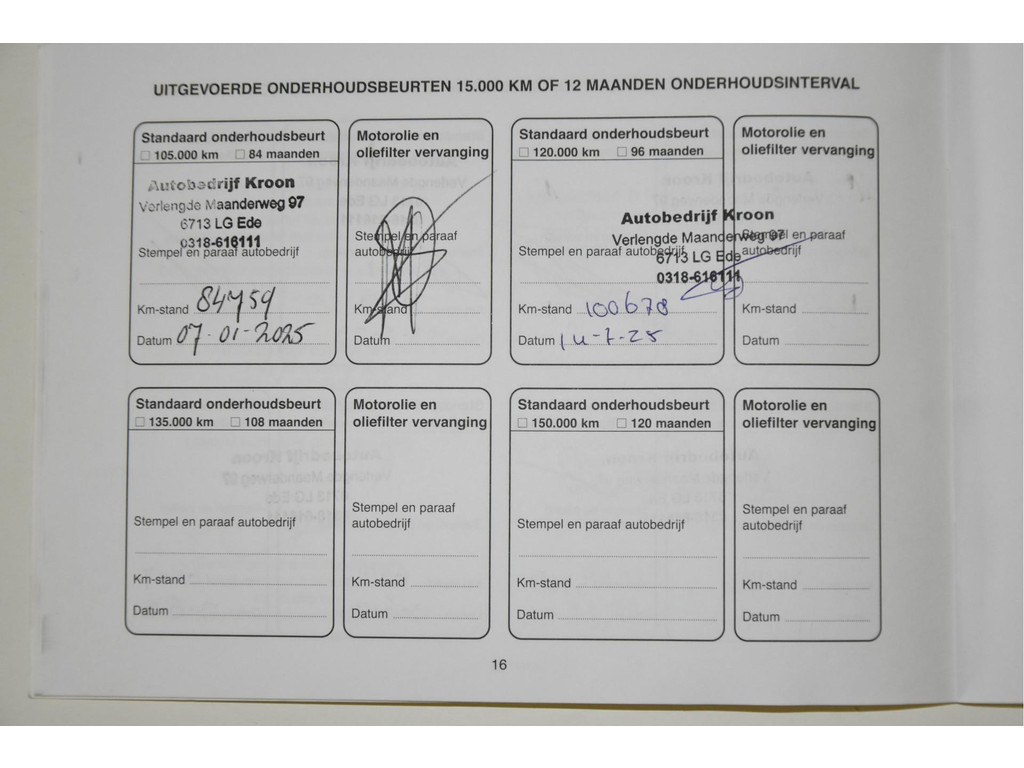 UITGEVOERDE ONDERHOUDSBEURTEN 15.000 KM OF 12 MAANDEN ONDERHOUDSINTERVAL
Standaard onderhoudsbeurt
105.000 km 84 maanden
Autobedrijf Kroon
Verlengde Maanderweg 97
6713 LG Ede
0318-616111
Stempel en paraaf autobedrijf
Km-stand 84759
Datum 07-01-2025
Motorolie en
oliefilter vervanging
Stempel en paraaf
autobedrijf
Km-stand
Datum
Standaard onderhoudsbeurt
120.000 km 96 maanden
Autobedrijf Kroon
Verlengde Maanderweg 97
6713 LG Ede
0318-616111
Stempel en paraaf autobedrijf
Km-stand 100678
Datum 14-7-25
Motorolie en
oliefilter vervanging
Stempel en paraaf
autobedrijf
Km-stand
Datum
Standaard onderhoudsbeurt
135.000 km 108 maanden
Stempel en paraaf autobedrijf
Km-stand
Datum
Motorolie en
oliefilter vervanging
Stempel en paraaf
autobedrijf
Km-stand
Datum
Standaard onderhoudsbeurt
150.000 km 120 maanden
Stempel en paraaf autobedrijf
Km-stand
Datum
Motorolie en
oliefilter vervanging
Stempel en paraaf
autobedrijf
Km-stand
Datum
16